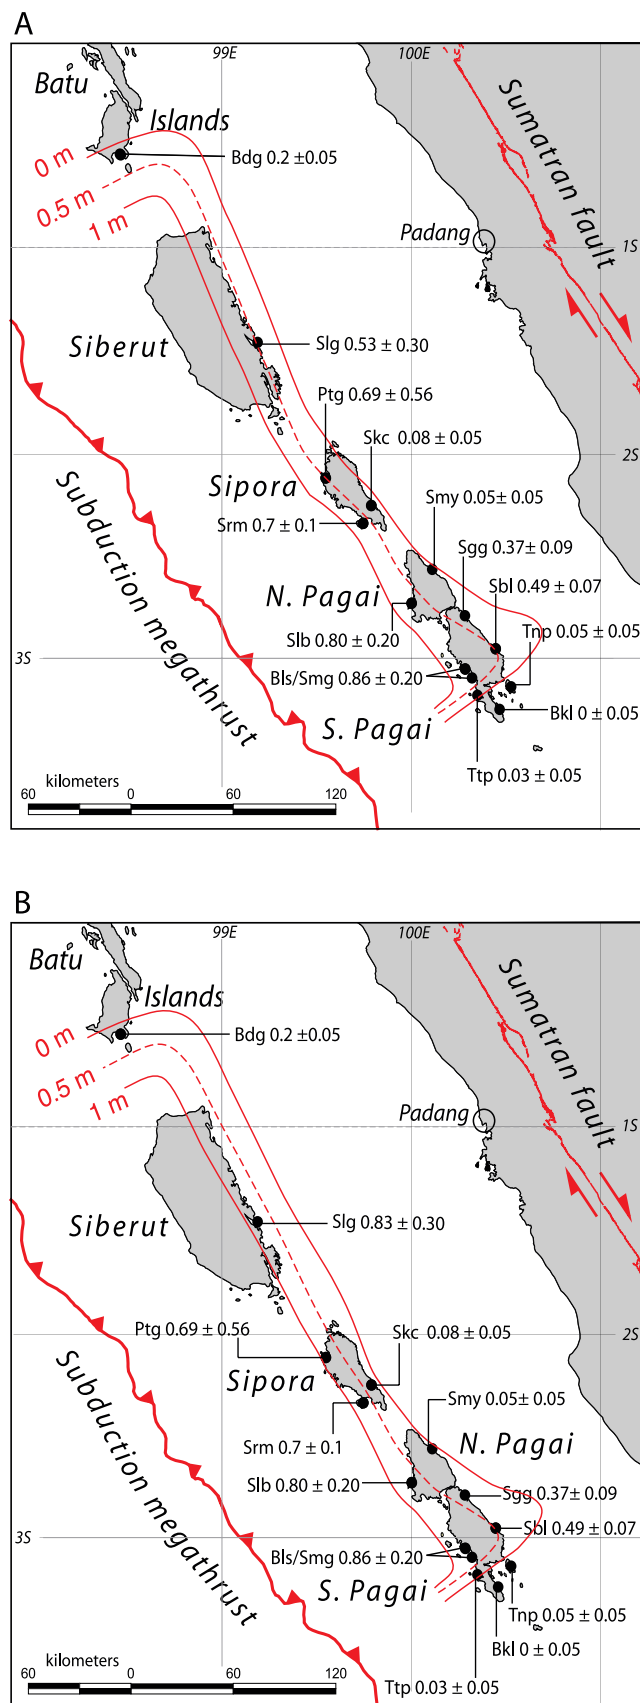 A
99E
100E
Batu
Islands
0 m
Bdg 0.2 ±0.05
0.5 m
1 m
Sumatran fault
Padang
1S
Siberut
Slg 0.53 ± 0.30
Ptg 0.69 ± 0.56
Skc 0.08 ± 0.05
2S
Sipora
Smy 0.05± 0.05
Srm 0.7 ± 0.1
Sgg 0.37± 0.09
Subduction megathrust
N. Pagai
Sbl 0.49 ± 0.07
Slb 0.80 ± 0.20
Tnp 0.05 ± 0.05
3S
Bls/Smg 0.86 ± 0.20
S. Pagai
Bkl 0 ± 0.05
Ttp 0.03 ± 0.05
kilometers
60 0 60 120
B
99E
100E
Batu
Islands
0 m
Bdg 0.2 ±0.05
0.5 m
1 m
Sumatran fault
Padang
1S
Siberut
Slg 0.83 ± 0.30
Ptg 0.69 ± 0.56
Skc 0.08 ± 0.05
2S
Sipora
Smy 0.05± 0.05
Srm 0.7 ± 0.1
N. Pagai
Subduction megathrust
Slb 0.80 ± 0.20
Sgg 0.37± 0.09
Sbl 0.49 ± 0.07
3S
Bls/Smg 0.86 ± 0.20
S. Pagai
Tnp 0.05 ± 0.05
Bkl 0 ± 0.05
Ttp 0.03 ± 0.05
kilometers
60 0 60 120